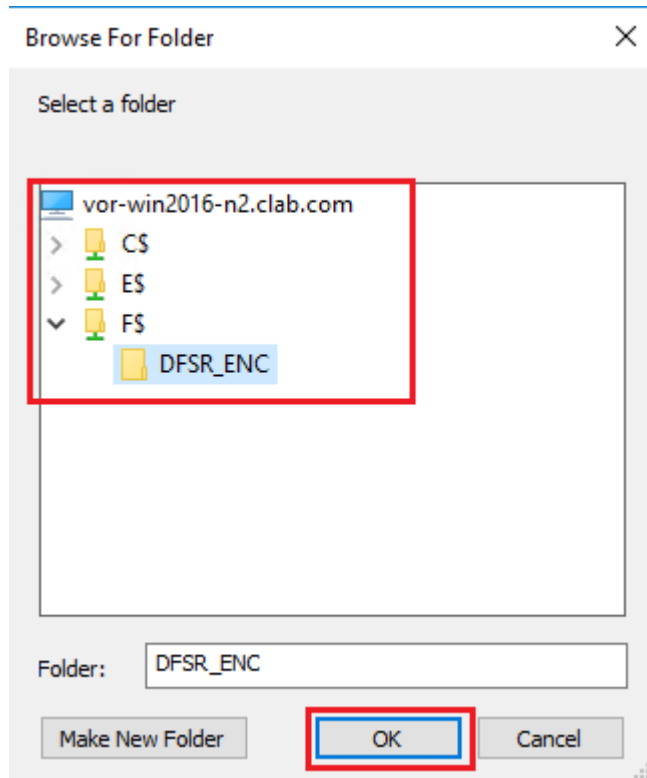 Browse For Folder
Select a folder
vor-win2016-n2.clab.com
C$
E$
F$
DFSR_ENC
Folder: DFSR_ENC
Make New Folder OK Cancel